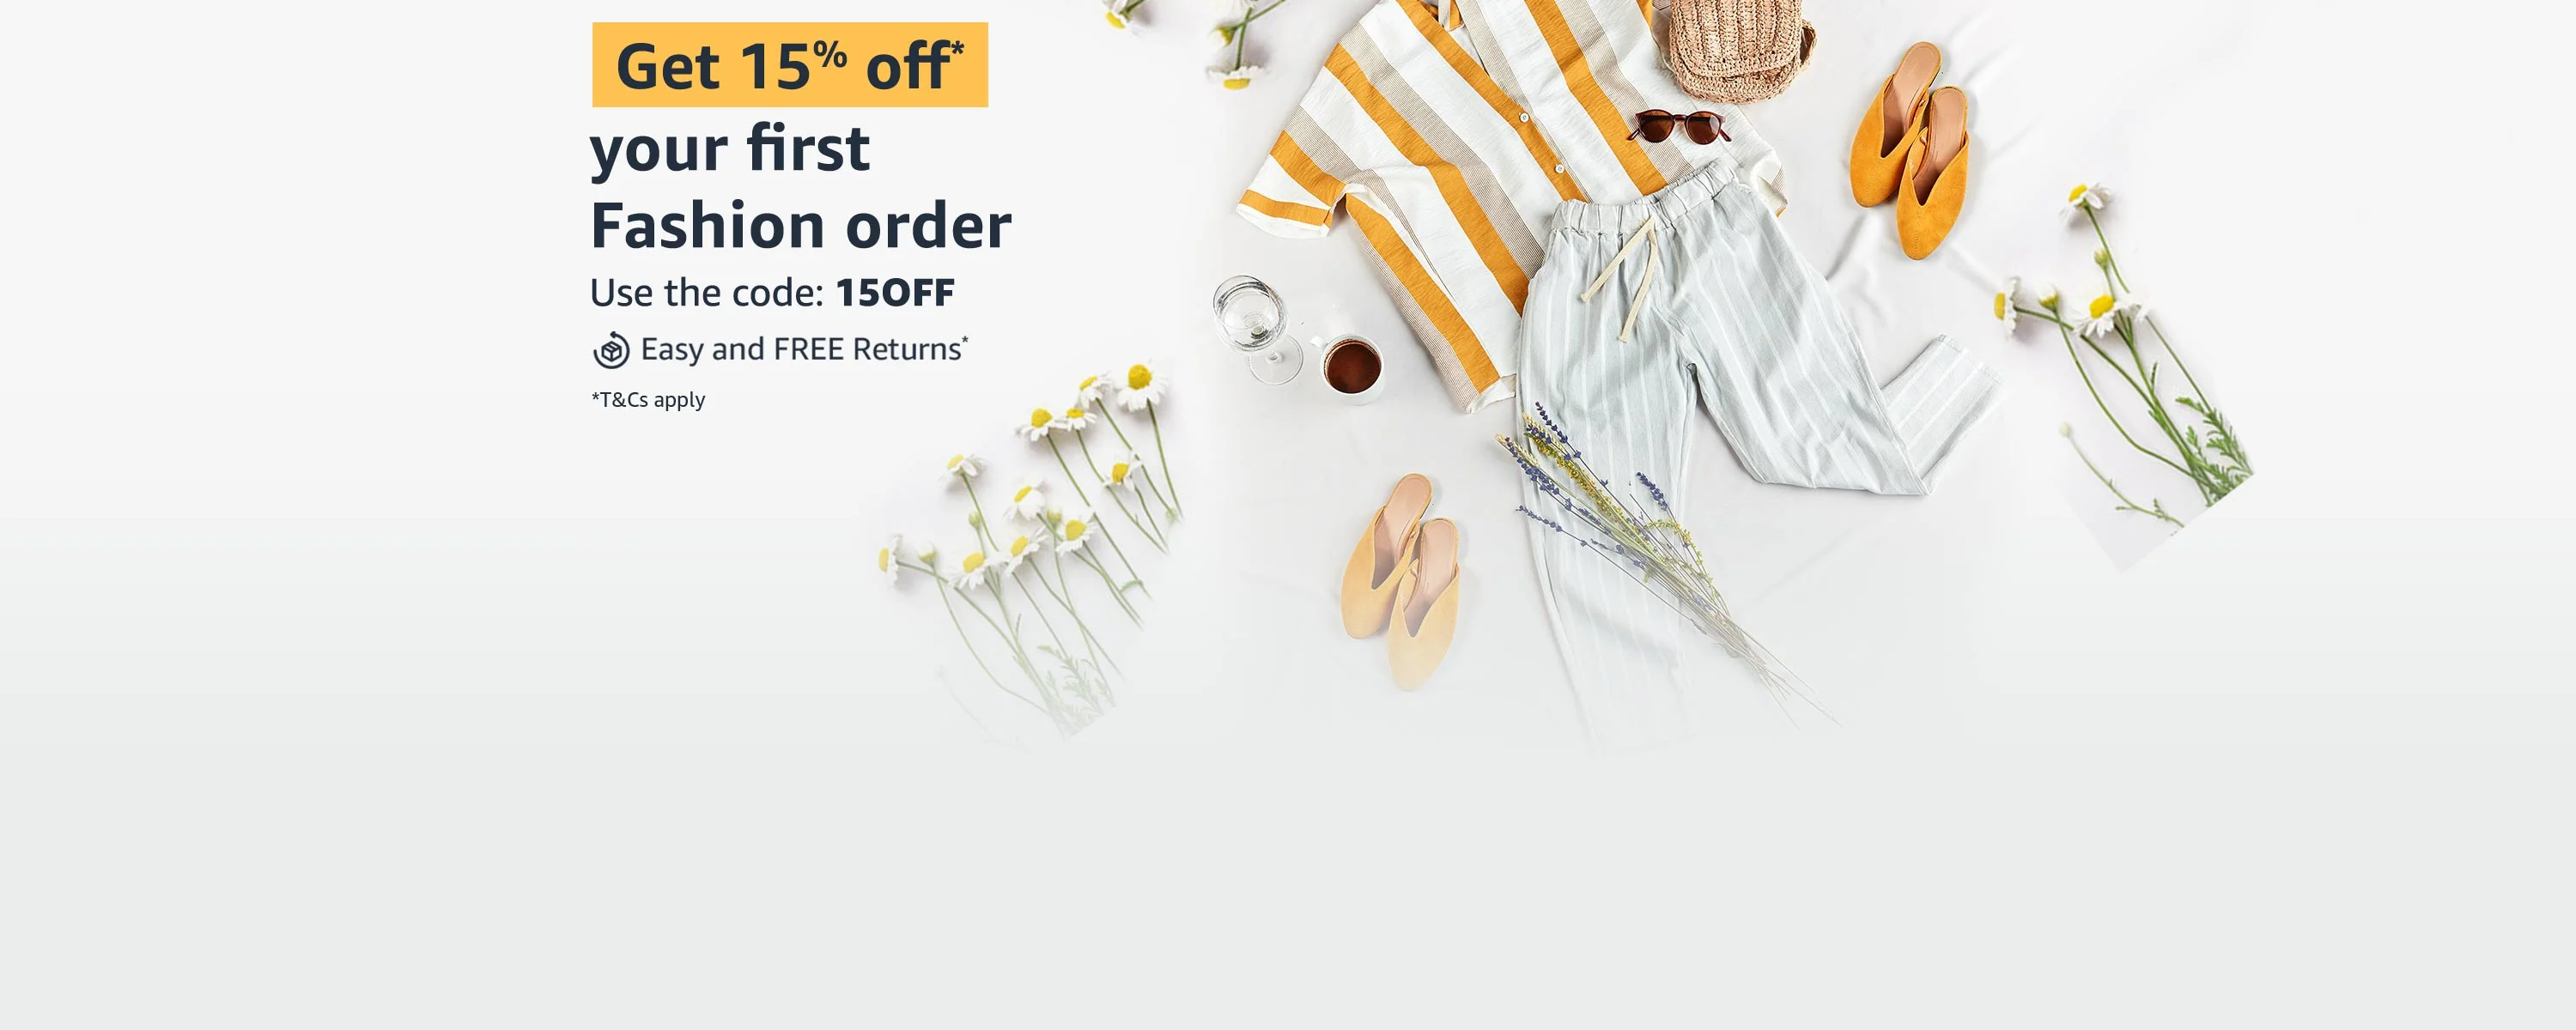 Get 15% off*
your first
Fashion order
Use the code: 15OFF
Easy and FREE Returns*
*T&Cs apply